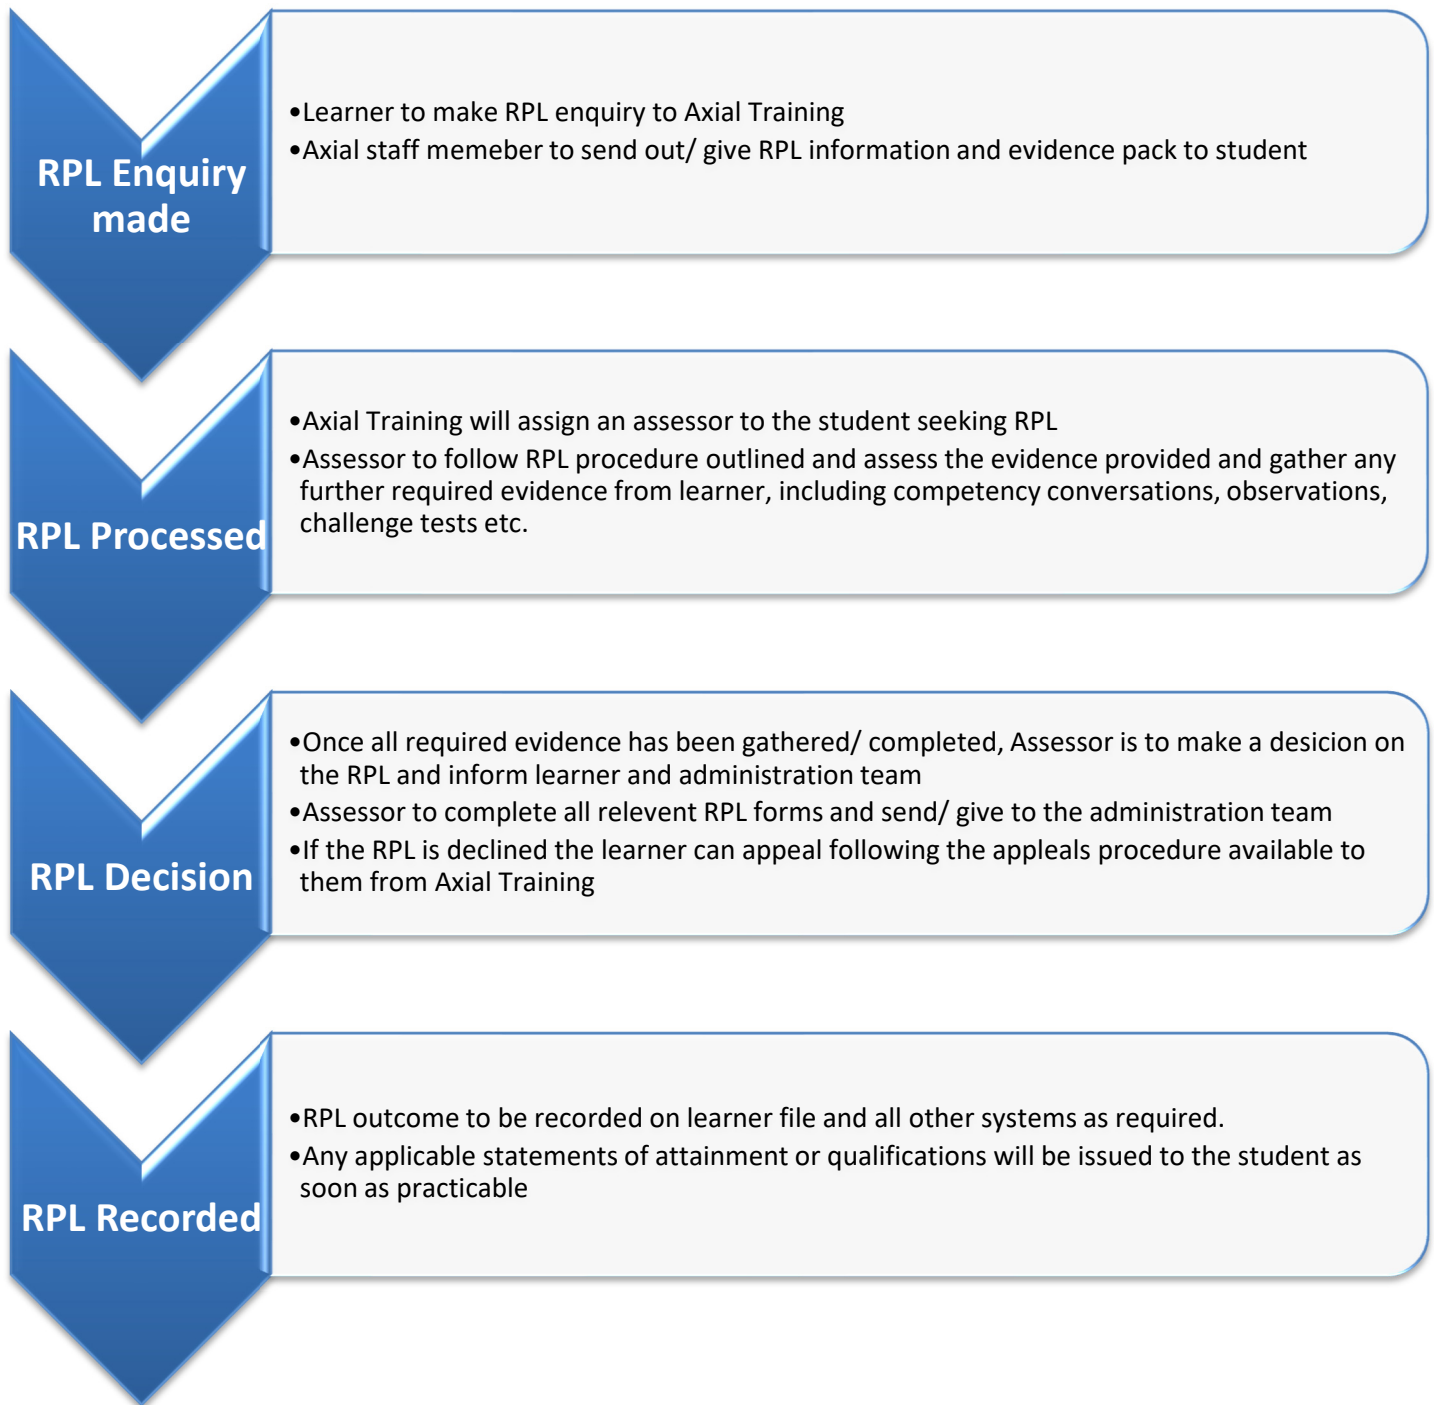 RPL Enquiry
made
•Learner to make RPL enquiry to Axial Training
•Axial staff memeber to send out/ give RPL information and evidence pack to student
RPL Processed
•Axial Training will assign an assessor to the student seeking RPL
•Assessor to follow RPL procedure outlined and assess the evidence provided and gather any
further required evidence from learner, including competency conversations, observations,
challenge tests etc.
RPL Decision
•Once all required evidence has been gathered/ completed, Assessor is to make a desicion on
the RPL and inform learner and administration team
•Assessor to complete all relevent RPL forms and send/ give to the administration team
•If the RPL is declined the learner can appeal following the appleals procedure available to
them from Axial Training
RPL Recorded
•RPL outcome to be recorded on learner file and all other systems as required.
•Any applicable statements of attainment or qualifications will be issued to the student as
soon as practicable